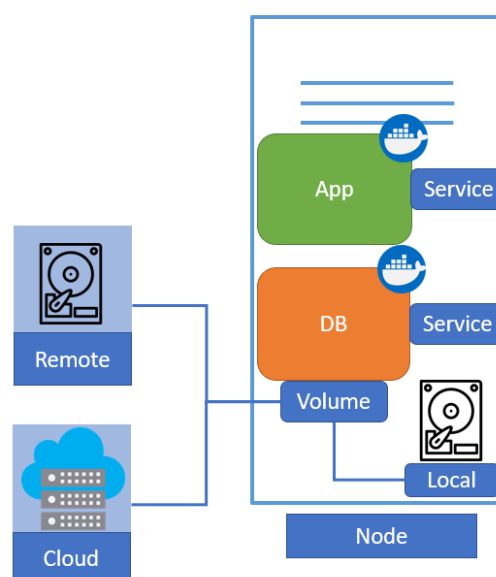 App
Service
DB
Service
Remote
Volume
Local
Node
Cloud